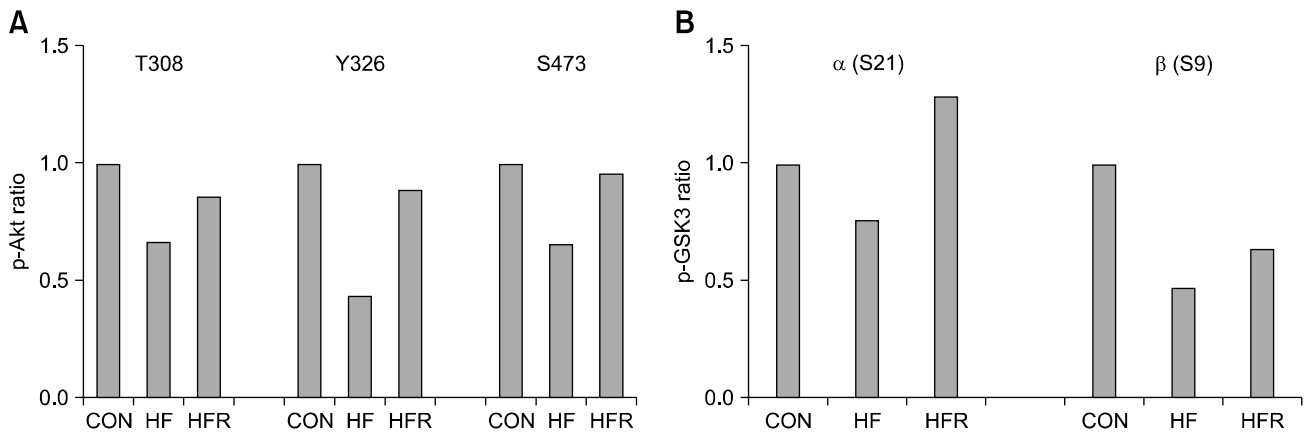 A
1.5
T308
Y326
S473
1.0
0.5
0.0
p-Akt ratio
CON HF HFR CON HF HFR CON HF HFR
B
1.5
α (S21)
β (S9)
1.0
0.5
0.0
p-GSK3 ratio
CON HF HFR CON HF HFR